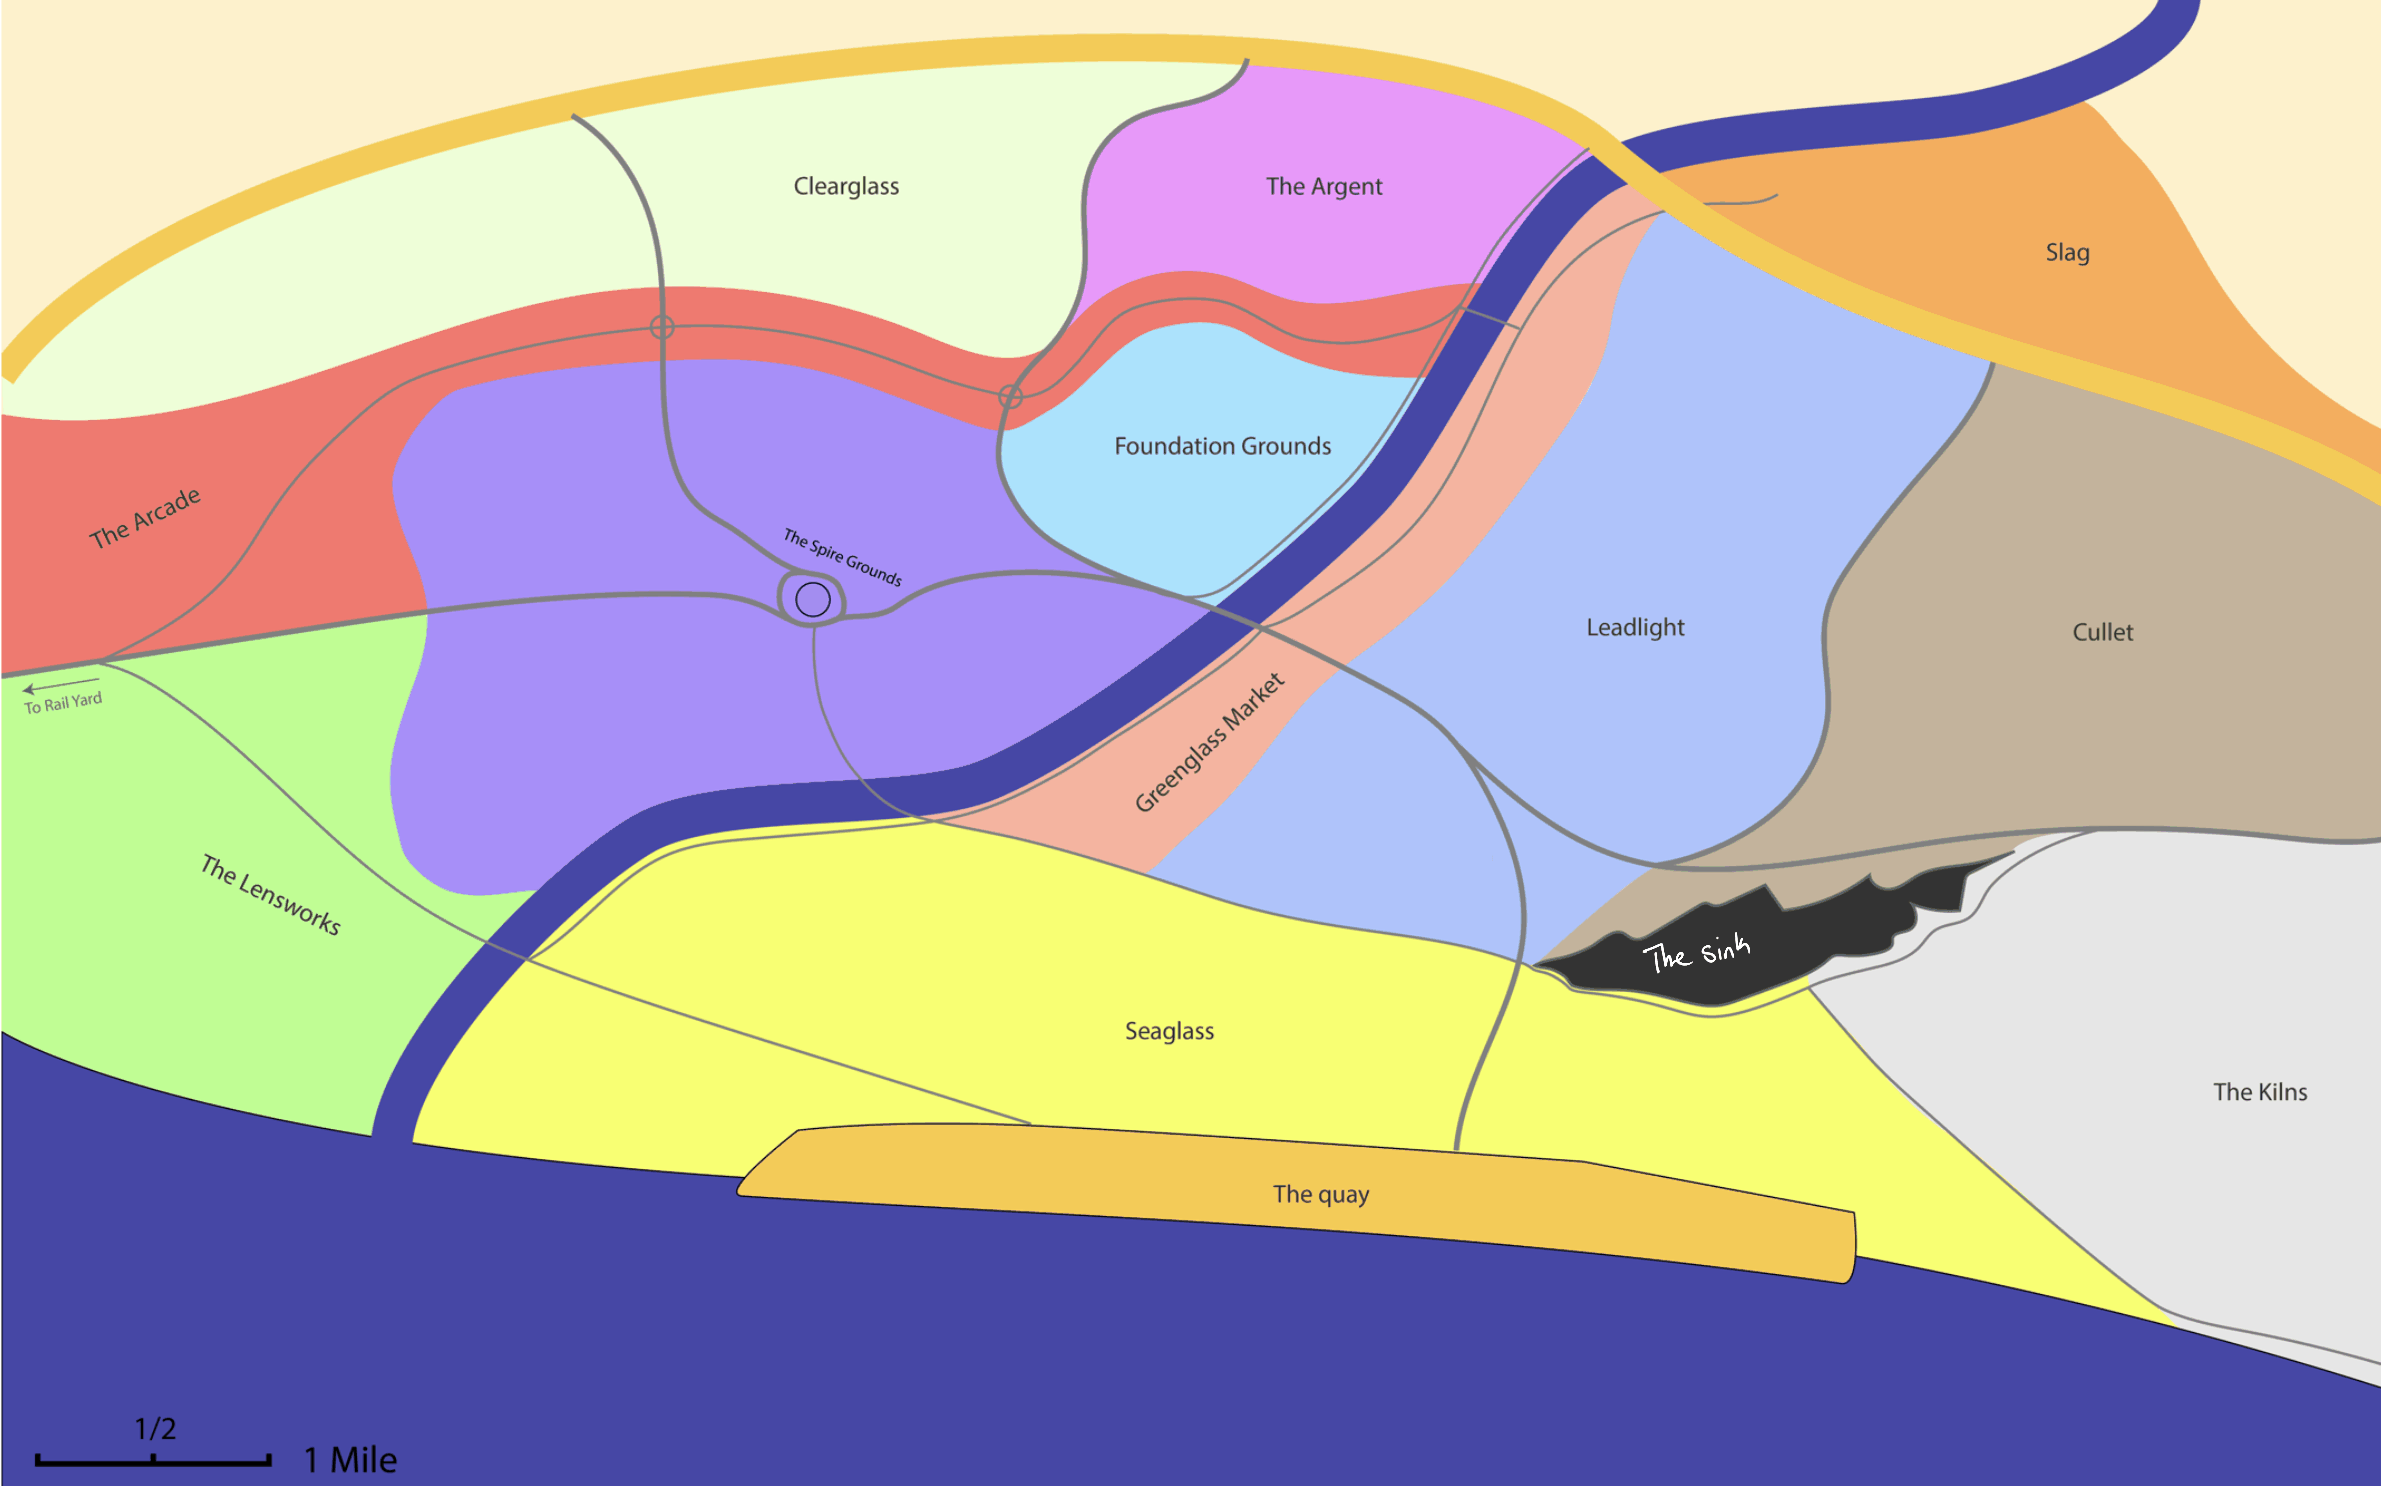 Clearglass
The Argent
Slag
Foundation Grounds
The Arcade
The Spire Grounds
Leadlight
Cullet
To Rail Yard
Greenglass Market
The Lensworks
The sink
Seaglass
The Kilns
The quay
1/2
1 Mile